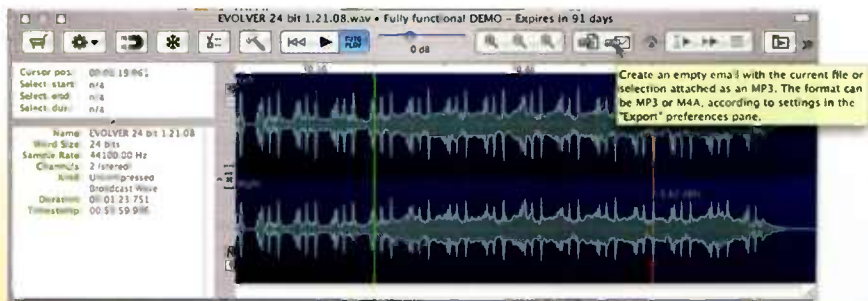 EVOLVER 24 bit 1.21.08.wav • Fully functional DEMO – Expires in 91 days
AUTO PLAY
0 dB
Cursor pos:
Select start: n/a
Select end: n/a
Select dur: n/a
Create an empty email with the current file or
selection attached as an MP3. The format can
be MP3 or M4A, according to settings in the
"Export" preferences pane.
Name: EVOLVER 24 bit 1.21.08
Word Size: 24 bits
Sample Rate: 44100.00 Hz
Channels: 2 (stereo)
Kind: Uncompressed
Broadcast Wave
Duration:
Timestamp: